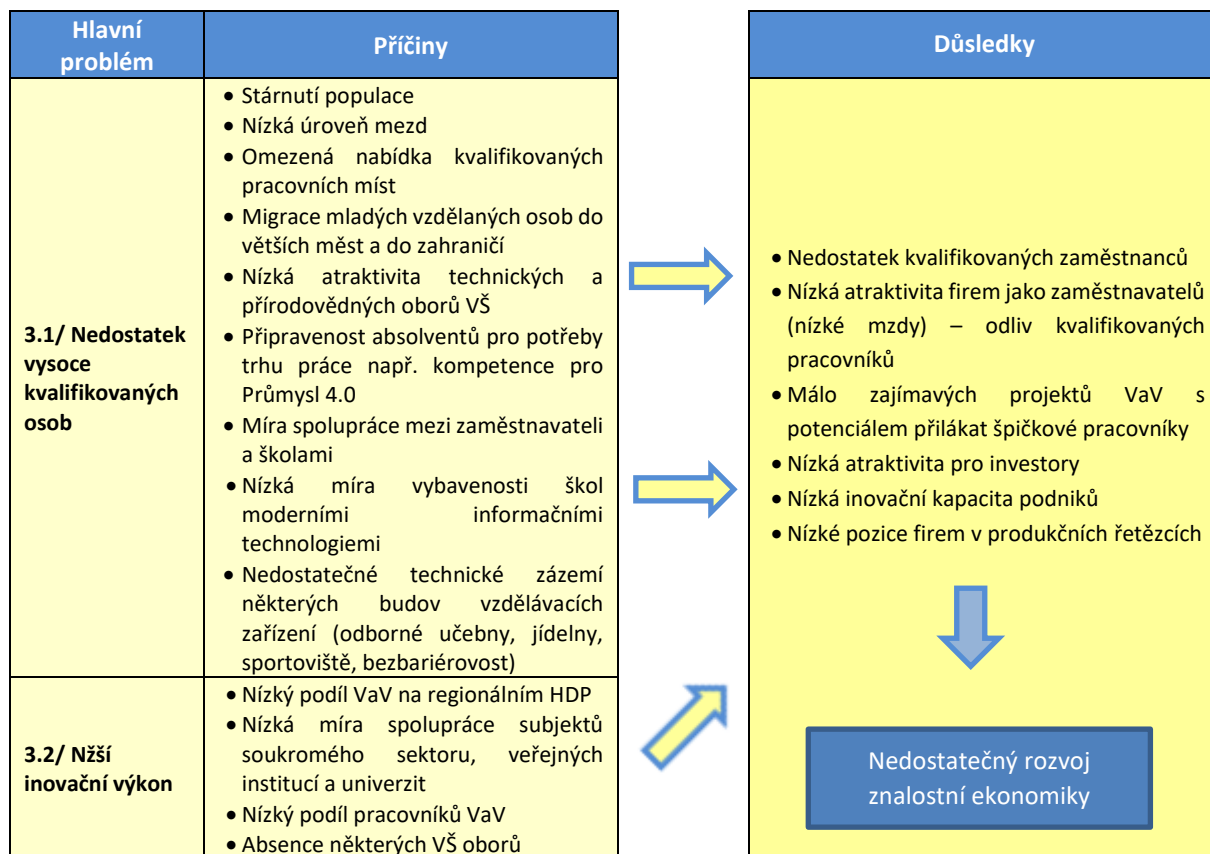 Hlavní
problém
Příčiny
3.1/ Nedostatek
vysoce
kvalifikovaných
osob
• Stárnutí populace
• Nízká úroveň mezd
• Omezená nabídka kvalifikovaných
pracovních míst
• Migrace mladých vzdělaných osob do
větších měst a do zahraničí
• Nízká atraktivita technických a
přírodovědných oborů VŠ
• Připravenost absolventů pro potřeby
trhu práce např. kompetence pro
Průmysl 4.0
• Míra spolupráce mezi zaměstnavateli
a školami
• Nízká míra vybavenosti škol
moderními informačními
technologiemi
• Nedostatečné technické zázemí
některých budov vzdělávacích
zařízení (odborné učebny, jídelny,
sportoviště, bezbariérovost)
3.2/ Nžší
inovační výkon
• Nízký podíl VaV na regionálním HDP
• Nízká míra spolupráce subjektů
soukromého sektoru, veřejných
institucí a univerzit
• Nízký podíl pracovníků VaV
• Absence některých VŠ oborů
Důsledky
• Nedostatek kvalifikovaných zaměstnanců
• Nízká atraktivita firem jako zaměstnavatelů
(nízké mzdy) – odliv kvalifikovaných
pracovníků
• Málo zajímavých projektů VaV s
potenciálem přilákat špičkové pracovníky
• Nízká atraktivita pro investory
• Nízká inovační kapacita podniků
• Nízké pozice firem v produkčních řetězcích
Nedostatečný rozvoj
znalostní ekonomiky